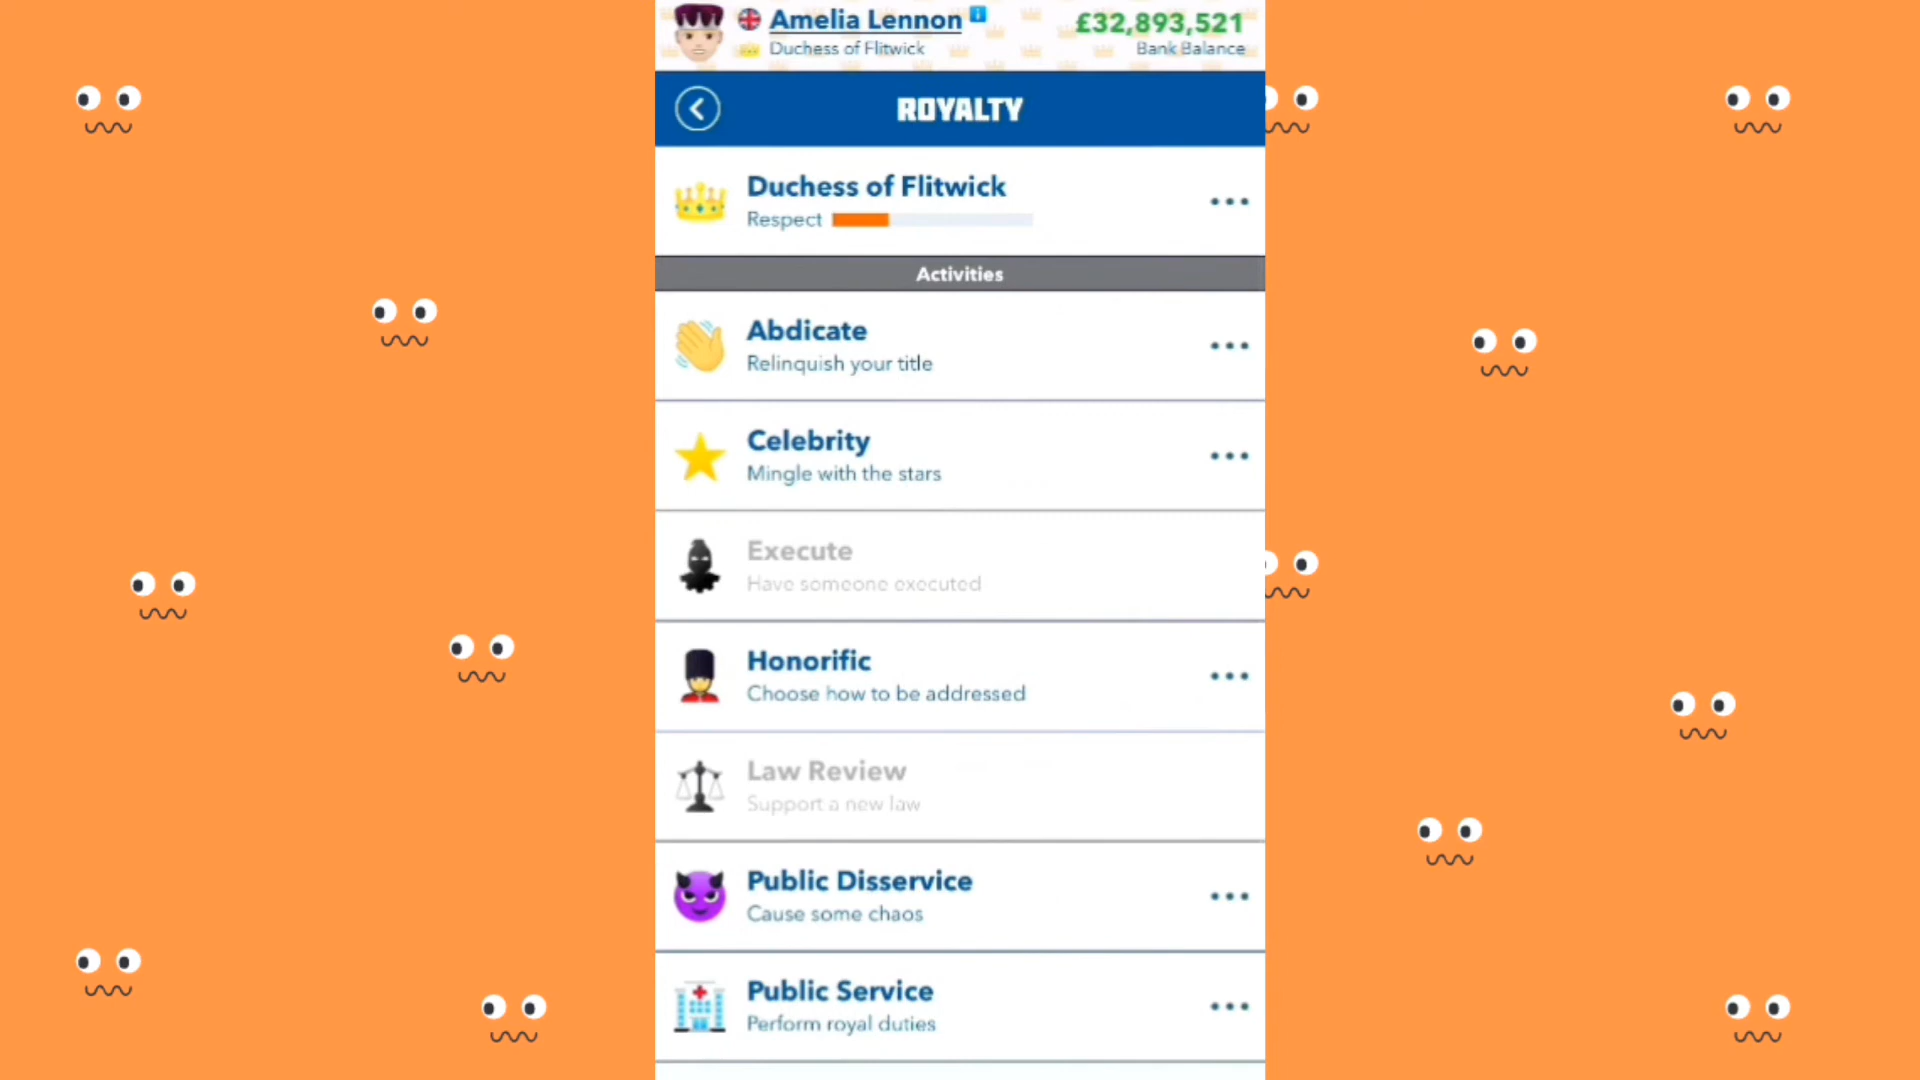 Amelia Lennon i
£32,893,521
Duchess of Flitwick
Bank Balance
ROYALTY
Duchess of Flitwick
Respect
Activities
Abdicate
Relinquish your title
Celebrity
Mingle with the stars
Execute
Have someone executed
Honorific
Choose how to be addressed
Law Review
Support a new law
Public Disservice
Cause some chaos
Public Service
Perform royal duties